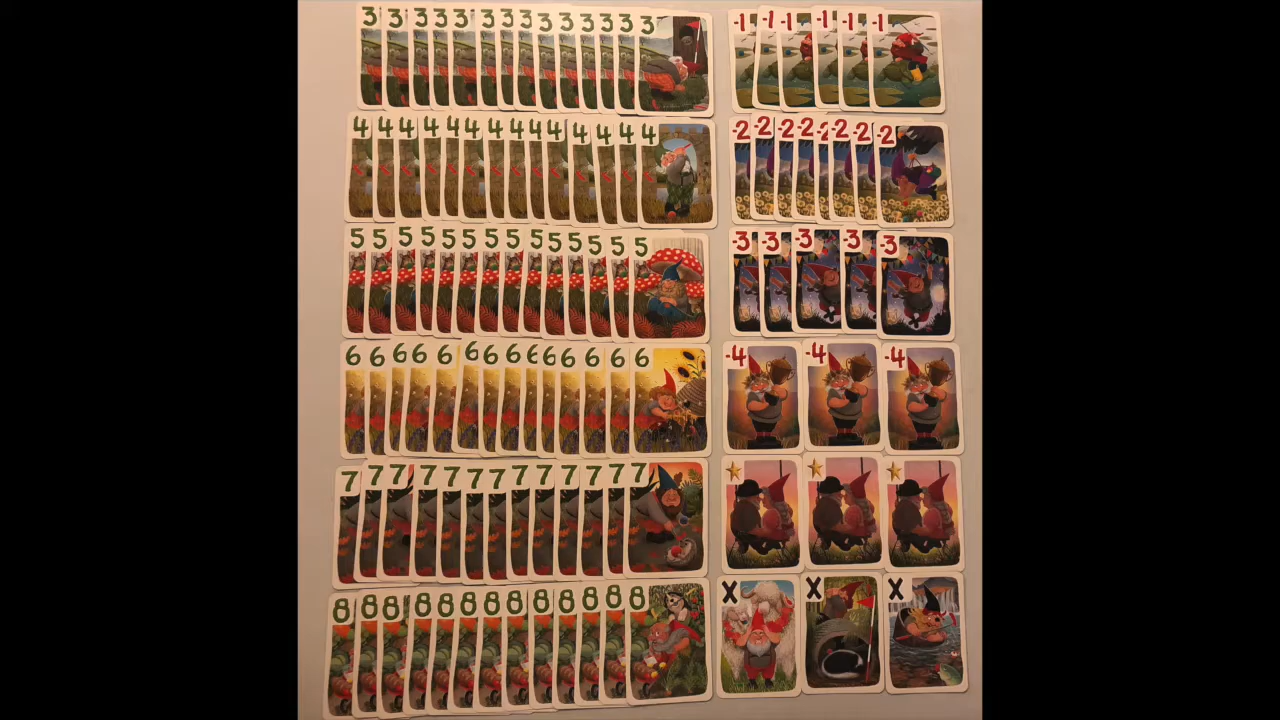 3 3 3 3 3 3 3 3 3 3 3 3 3 3
-1 -1 -1 -1 -1 -1
4 4 4 4 4 4 4 4 4 4 4 4 4 4
-2 -2 -2 -2 -2 -2 -2 -2
5 5 5 5 5 5 5 5 5 5 5 5 5 5
-3 -3 -3 -3 -3
6 6 6 6 6 6 6 6 6 6 6 6 6 6
-4 -4 -4
7 7 7 7 7 7 7 7 7 7 7 7 7
8 8 8 8 8 8 8 8 8 8 8 8 8
X X X